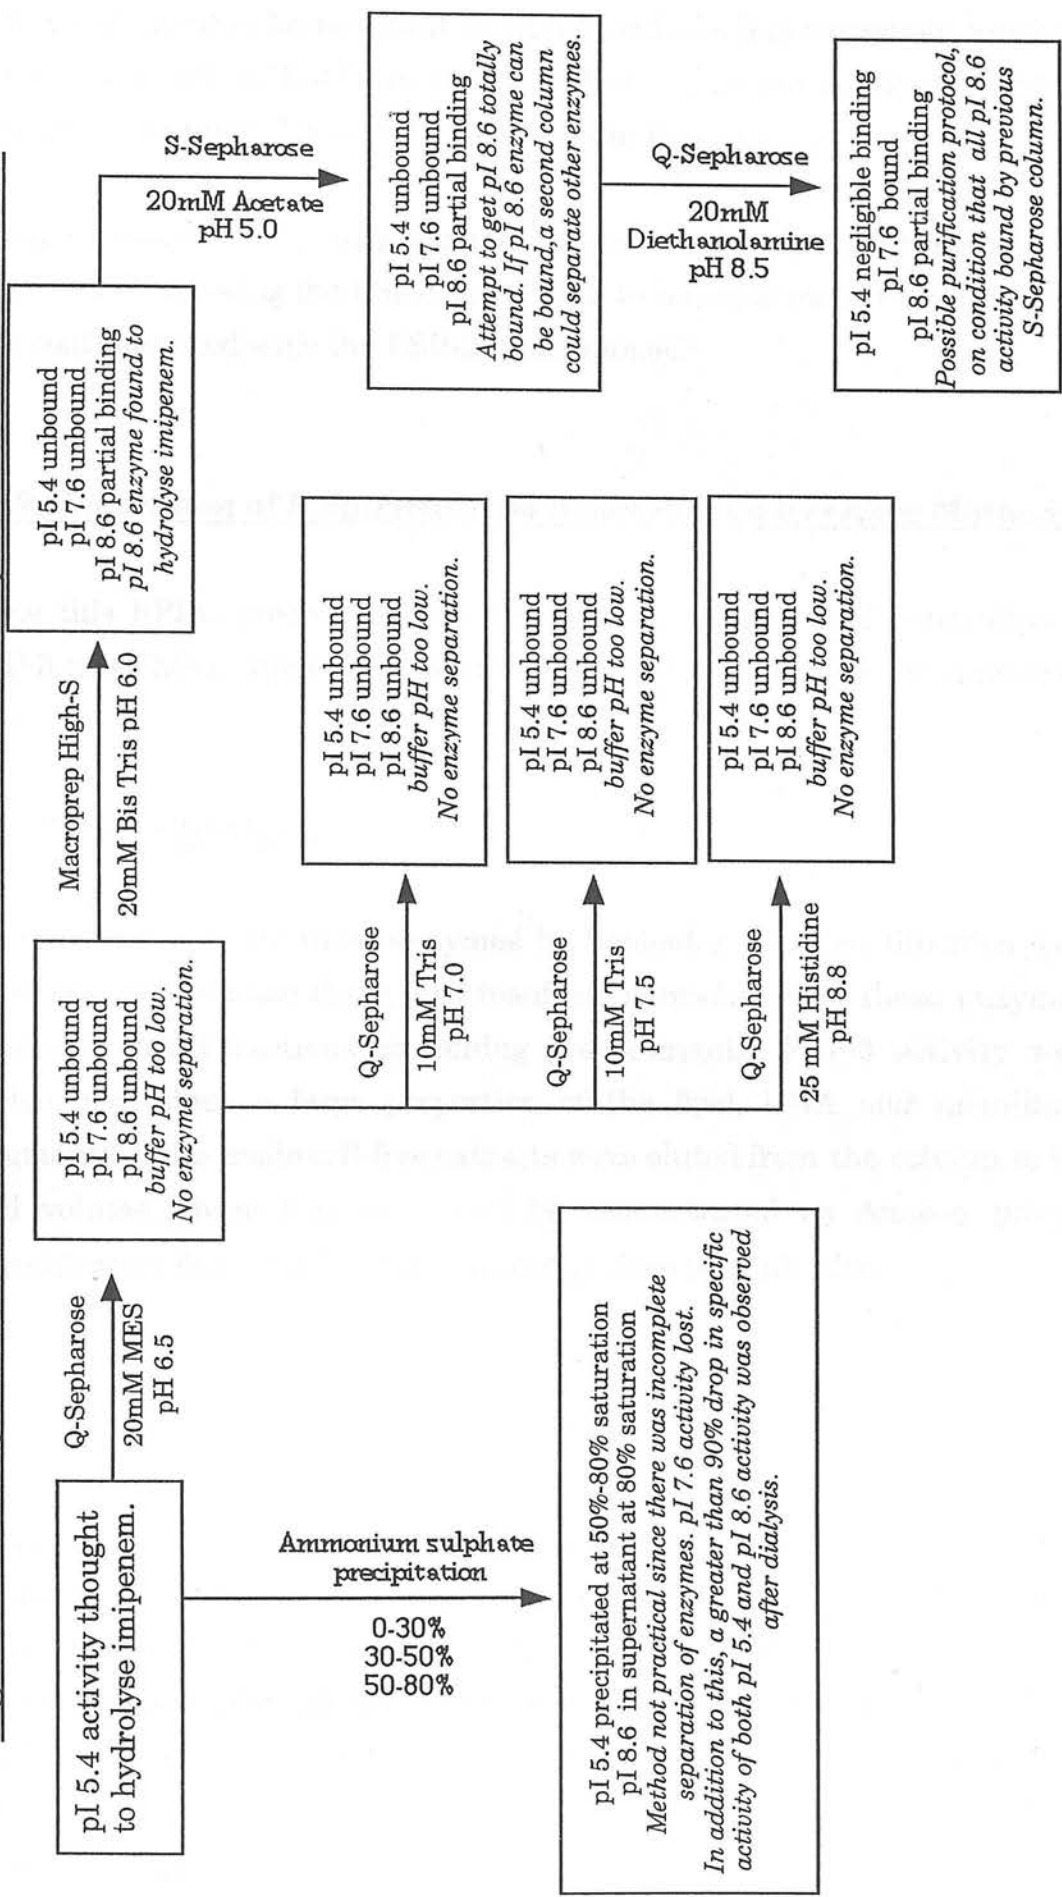 pI 5.4 activity thought
to hydrolyse imipenem.
Q-Sepharose
20mM MES
pH 6.5
pI 5.4 unbound
pI 7.6 unbound
pI 8.6 unbound
buffer pH too low.
No enzyme separation.
Macroprep High-S
20mM Bis Tris pH 6.0
pI 5.4 unbound
pI 7.6 unbound
pI 8.6 partial binding
pI 8.6 enzyme found to
hydrolyse imipenem.
S-Sepharose
20mM Acetate
pH 5.0
pI 5.4 unbound
pI 7.6 unbound
pI 8.6 partial binding
Attempt to get pI 8.6 totally
bound. If pI 8.6 enzyme can
be bound, a second column
could separate other enzymes.
Q-Sepharose
20mM
Diethanolamine
pH 8.5
pI 5.4 negligible binding
pI 7.6 bound
pI 8.6 partial binding
Possible purification protocol,
on condition that all pI 8.6
activity bound by previous
S-Sepharose column.
Q-Sepharose
10mM Tris
pH 7.0
pI 5.4 unbound
pI 7.6 unbound
pI 8.6 unbound
buffer pH too low.
No enzyme separation.
Q-Sepharose
10mM Tris
pH 7.5
pI 5.4 unbound
pI 7.6 unbound
pI 8.6 unbound
buffer pH too low.
No enzyme separation.
Q-Sepharose
25 mM Histidine
pH 8.8
pI 5.4 unbound
pI 7.6 unbound
pI 8.6 unbound
buffer pH too low.
No enzyme separation.
Ammonium sulphate
precipitation
0-30%
30-50%
50-80%
pI 5.4 precipitated at 50%-80% saturation
pI 8.6 in supernatant at 80% saturation
Method not practical since there was incomplete
separation of enzymes. pI 7.6 activity lost.
In addition to this, a greater than 90% drop in specific
activity of both pI 5.4 and pI 8.6 activity was observed
after dialysis.